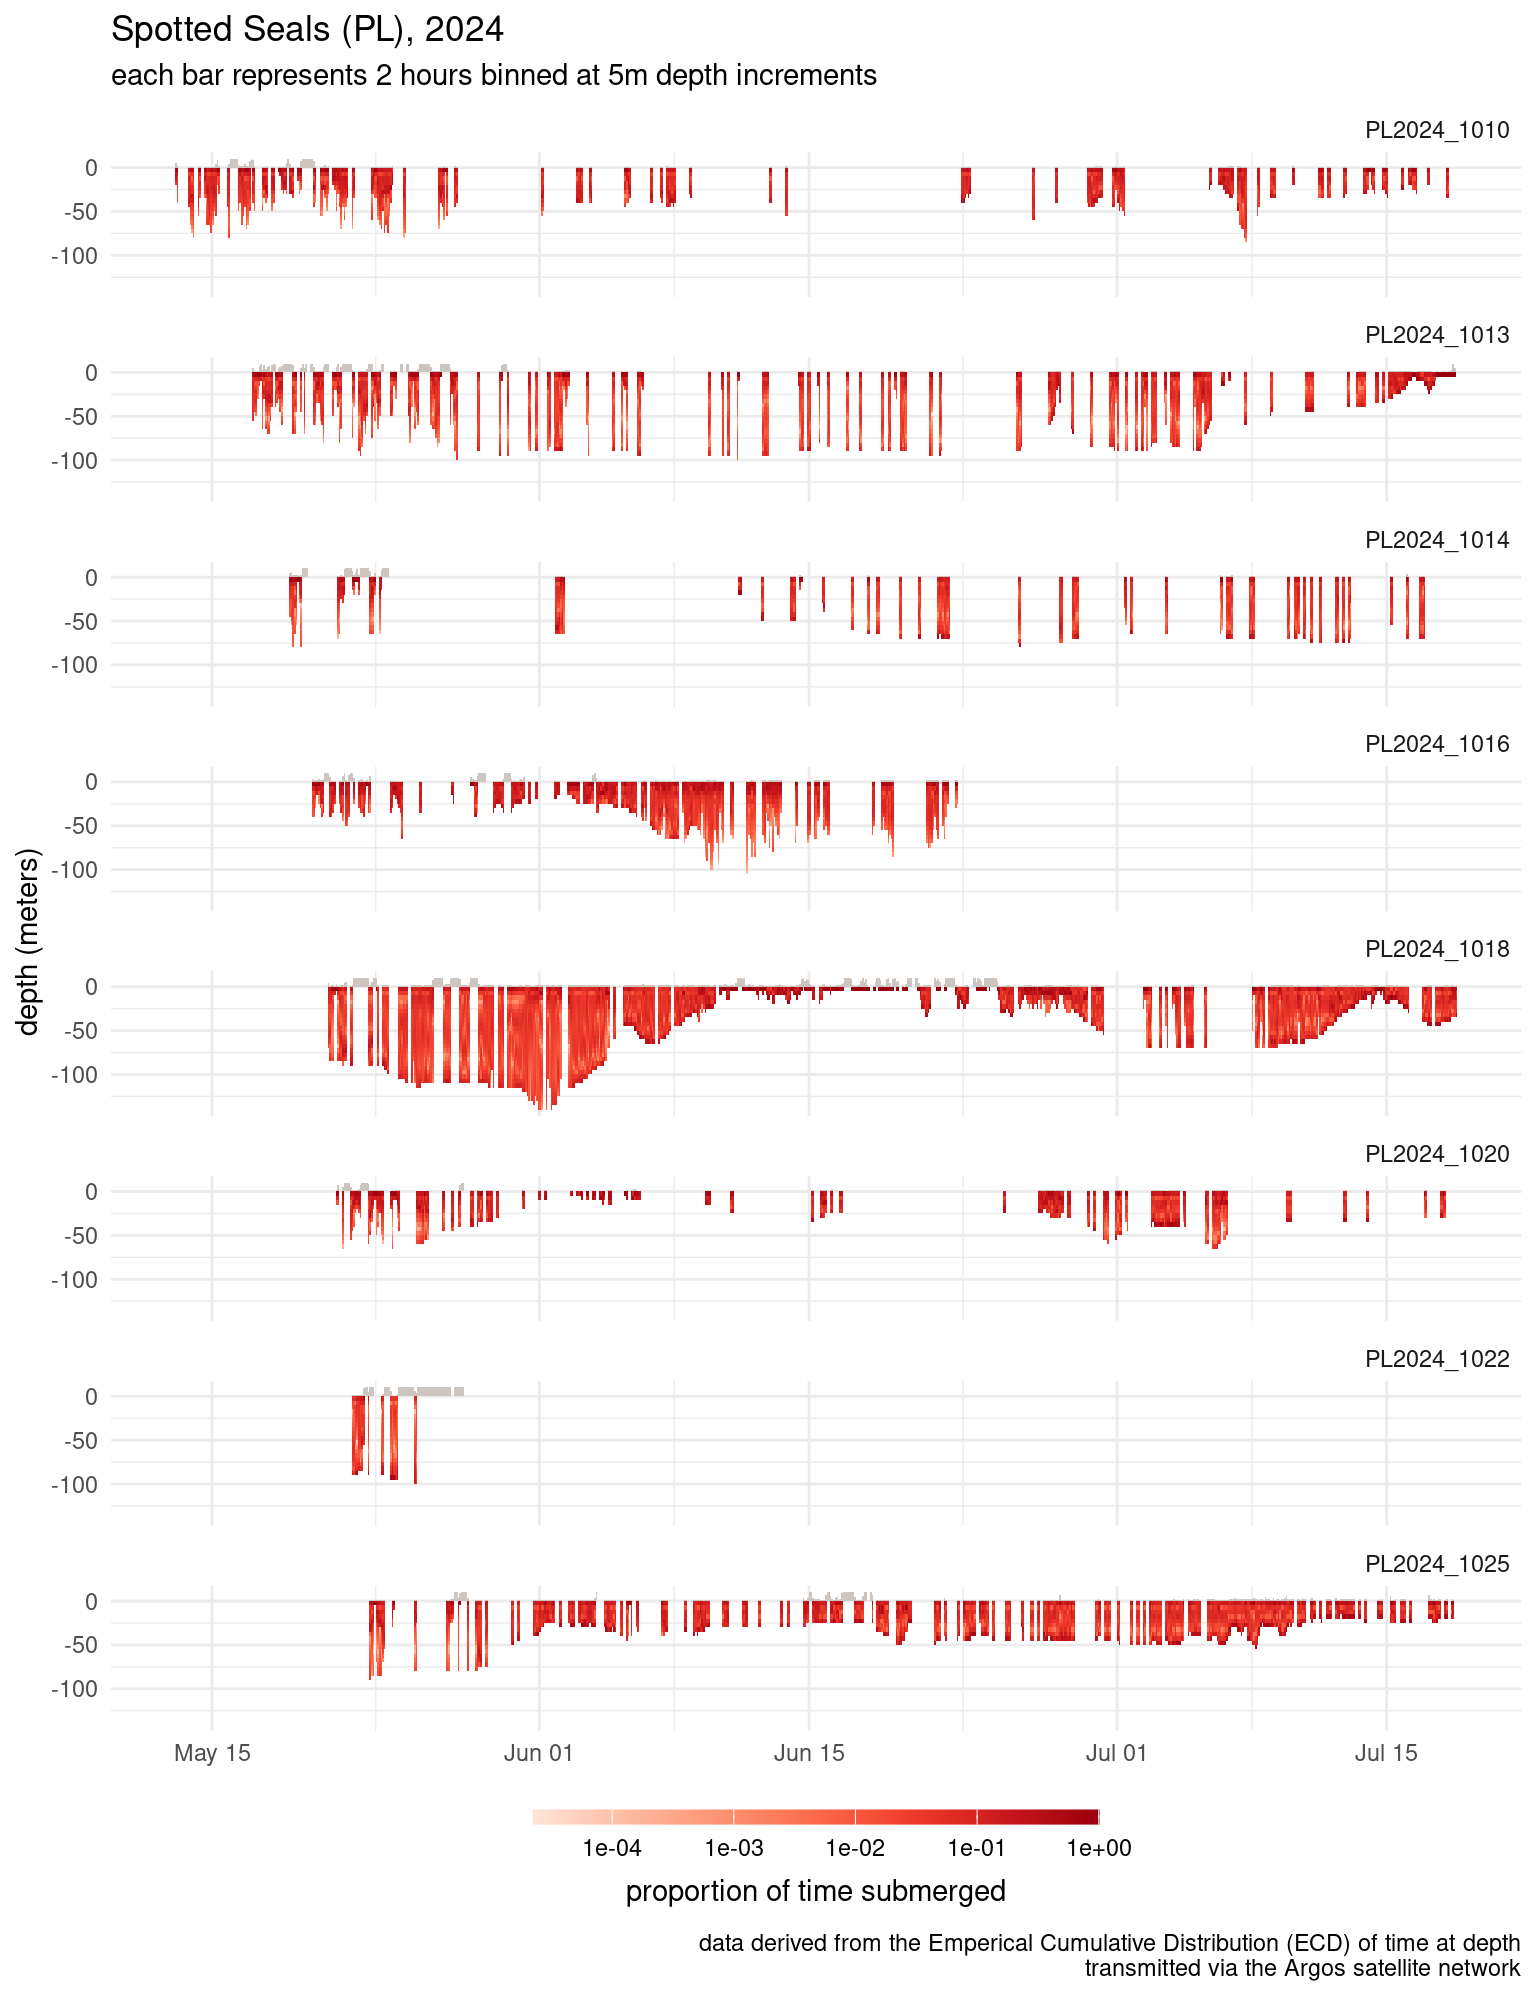 Spotted Seals (PL), 2024
each bar represents 2 hours binned at 5m depth increments
PL2024_1010
0
-50
-100
PL2024_1013
0
-50
-100
PL2024_1014
0
-50
-100
PL2024_1016
0
-50
-100
PL2024_1018
0
-50
-100
PL2024_1020
0
-50
-100
PL2024_1022
0
-50
-100
PL2024_1025
0
-50
-100
depth (meters)
May 15 Jun 01 Jun 15 Jul 01 Jul 15
1e-04 1e-03 1e-02 1e-01 1e+00
proportion of time submerged
data derived from the Emperical Cumulative Distribution (ECD) of time at depth
transmitted via the Argos satellite network